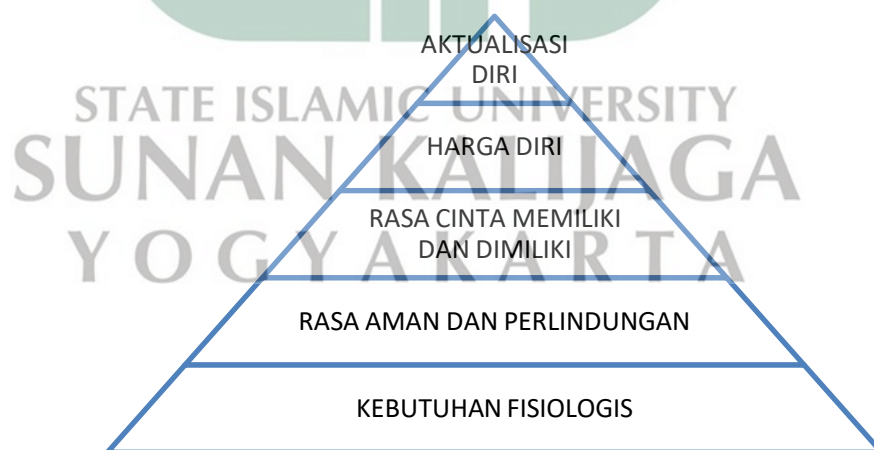 AKTUALISASI
DIRI
STATE ISLAMIC UNIVERSITY
HARGA DIRI
SUNAN KALIJAGA
RASA CINTA MEMILIKI
DAN DIMILIKI
YOGYAKARTA
RASA AMAN DAN PERLINDUNGAN
KEBUTUHAN FISIOLOGIS